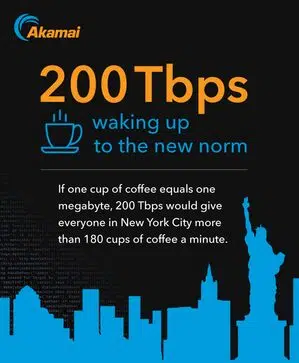 Akamai
200 Tbps
waking up
to the new norm
If one cup of coffee equals one
megabyte, 200 Tbps would give
everyone in New York City more
than 180 cups of coffee a minute.